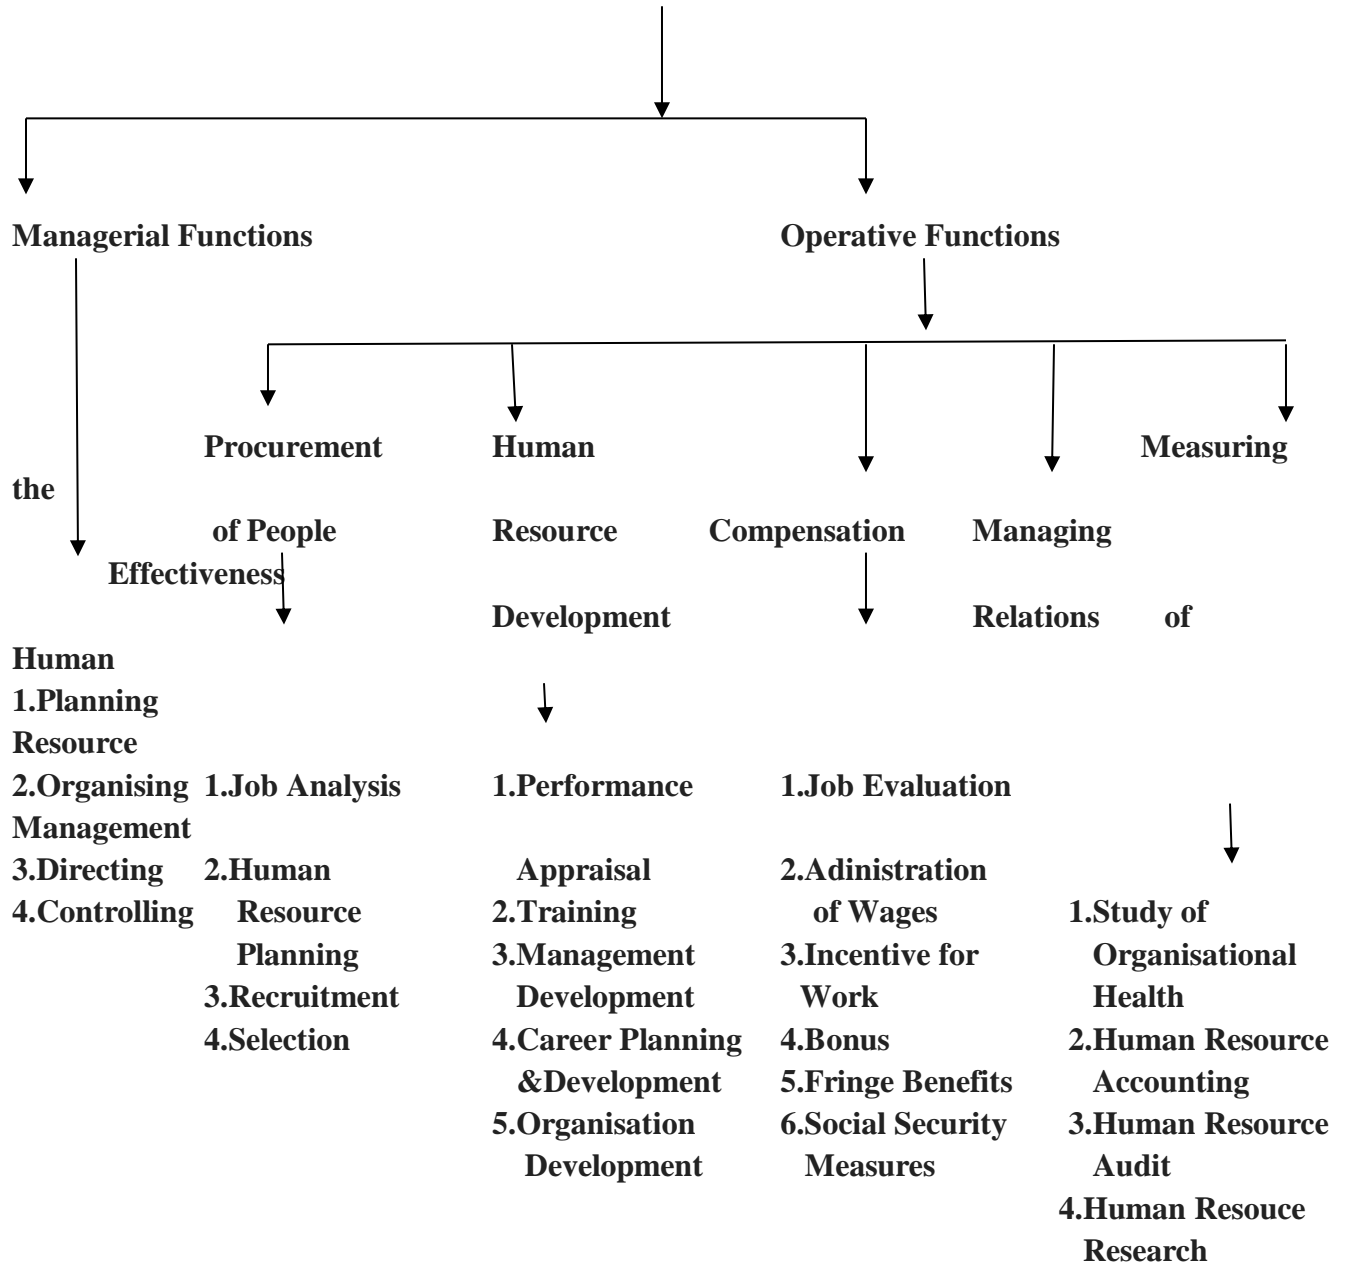 Managerial Functions Operative Functions
Procurement Human Measuring
the
of People Resource Compensation Managing
Effectiveness
Development Relations of
Human
1.Planning
Resource
2.Organising 1.Job Analysis 1.Performance 1.Job Evaluation
Management
3.Directing 2.Human Appraisal 2.Adinistration
4.Controlling Resource 2.Training of Wages 1.Study of
Planning 3.Management 3.Incentive for Organisational
3.Recruitment Development Work Health
4.Selection 4.Career Planning 4.Bonus 2.Human Resource
&Development 5.Fringe Benefits Accounting
5.Organisation 6.Social Security 3.Human Resource
Development Measures Audit
4.Human Resouce
Research